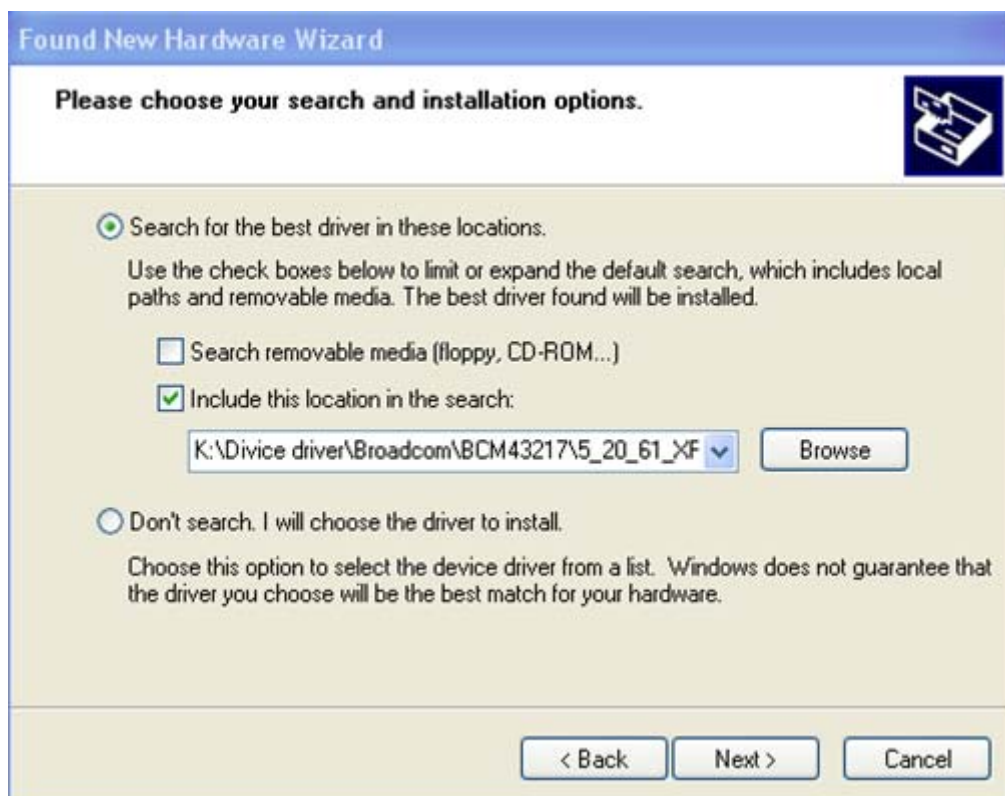 Found New Hardware Wizard
Please choose your search and installation options.
Search for the best driver in these locations.
Use the check boxes below to limit or expand the default search, which includes local
paths and removable media. The best driver found will be installed.
Search removable media (floppy, CD-ROM...)
Include this location in the search:
K:\Divice driver\Broadcom\BCM43217\5_20_61_XF
Browse
Don't search. I will choose the driver to install.
Choose this option to select the device driver from a list. Windows does not guarantee that
the driver you choose will be the best match for your hardware.
< Back
Next >
Cancel